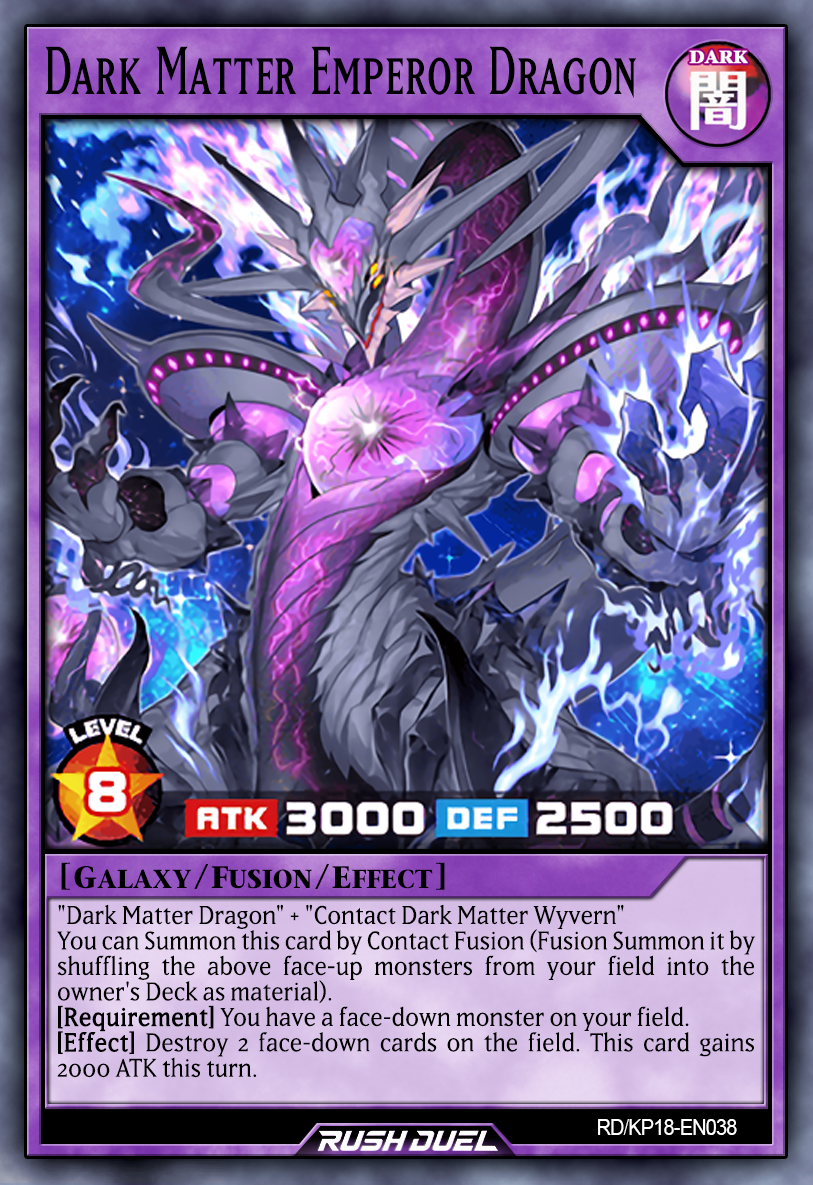 Dark Matter Emperor Dragon
DARK
闇
LEVEL
8
ATK 3000 DEF 2500
[Galaxy/Fusion/Effect]
"Dark Matter Dragon" + "Contact Dark Matter Wyvern"
You can Summon this card by Contact Fusion (Fusion Summon it by
shuffling the above face-up monsters from your field into the
owner's Deck as material).
[Requirement] You have a face-down monster on your field.
[Effect] Destroy 2 face-down cards on the field. This card gains
2000 ATK this turn.
RD/KP18-EN038
RUSH DUEL